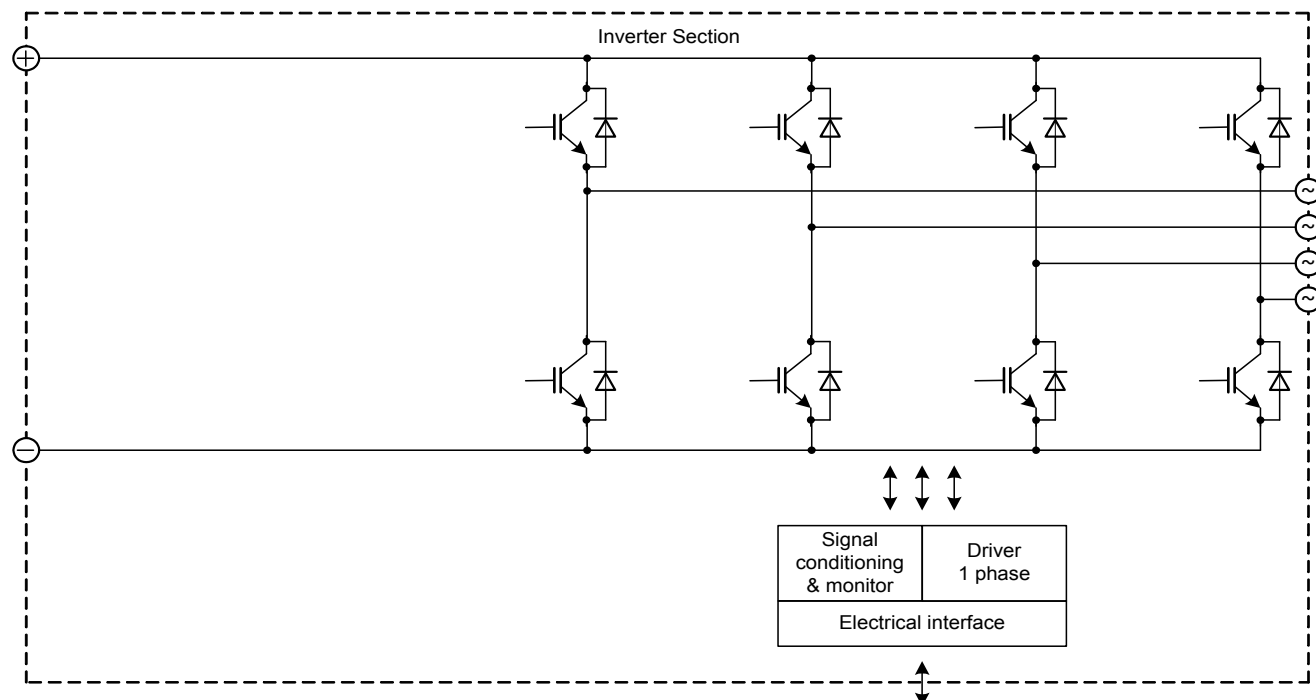 Inverter Section
+
~
~
~
~
−
Signal
conditioning
& monitor
Driver
1 phase
Electrical interface